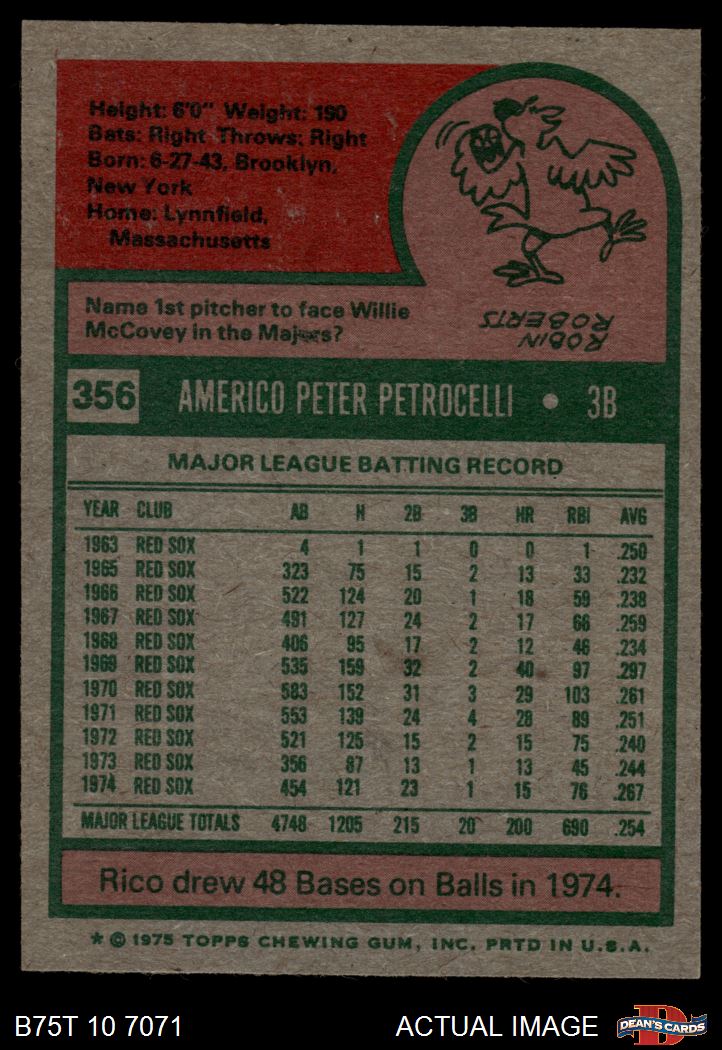 Height: 6'0" Weight: 190
Bats: Right Throws: Right
Born: 6-27-43, Brooklyn,
New York
Home: Lynnfield,
Massachusetts
Name 1st pitcher to face Willie
McCovey in the Majors?
ROBIN
ROBERTS
356 AMERICO PETER PETROCELLI • 3B
MAJOR LEAGUE BATTING RECORD
YEAR CLUB AB H 2B 3B HR RBI AVG
1963 RED SOX 4 1 1 0 0 1 .250
1965 RED SOX 323 75 15 2 13 33 .232
1966 RED SOX 522 124 20 1 18 59 .238
1967 RED SOX 491 127 24 2 17 66 .259
1968 RED SOX 406 95 17 2 12 46 .234
1969 RED SOX 535 159 32 2 40 97 .297
1970 RED SOX 583 152 31 3 29 103 .261
1971 RED SOX 553 139 24 4 28 89 .251
1972 RED SOX 521 125 15 2 15 75 .240
1973 RED SOX 356 87 13 1 13 45 .244
1974 RED SOX 454 121 23 1 15 76 .267
MAJOR LEAGUE TOTALS 4748 1205 215 20 200 690 .254
Rico drew 48 Bases on Balls in 1974.
* © 1975 TOPPS CHEWING GUM, INC. PRTD IN U.S.A.
B75T 10 7071 ACTUAL IMAGE
D
DEAN'S CARDS